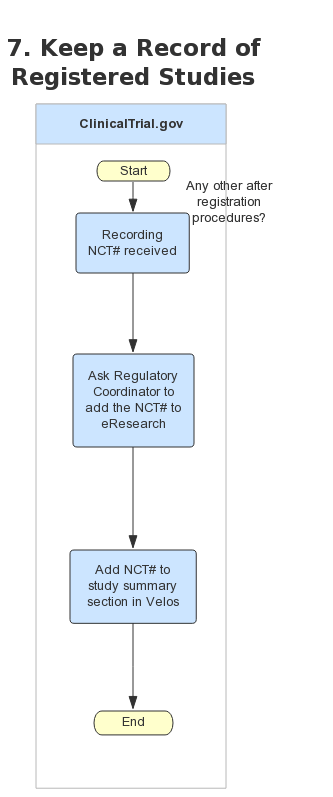 7. Keep a Record of
Registered Studies
ClinicalTrial.gov
Start
Any other after
registration
procedures?
Recording
NCT# received
Ask Regulatory
Coordinator to
add the NCT# to
eResearch
Add NCT# to
study summary
section in Velos
End